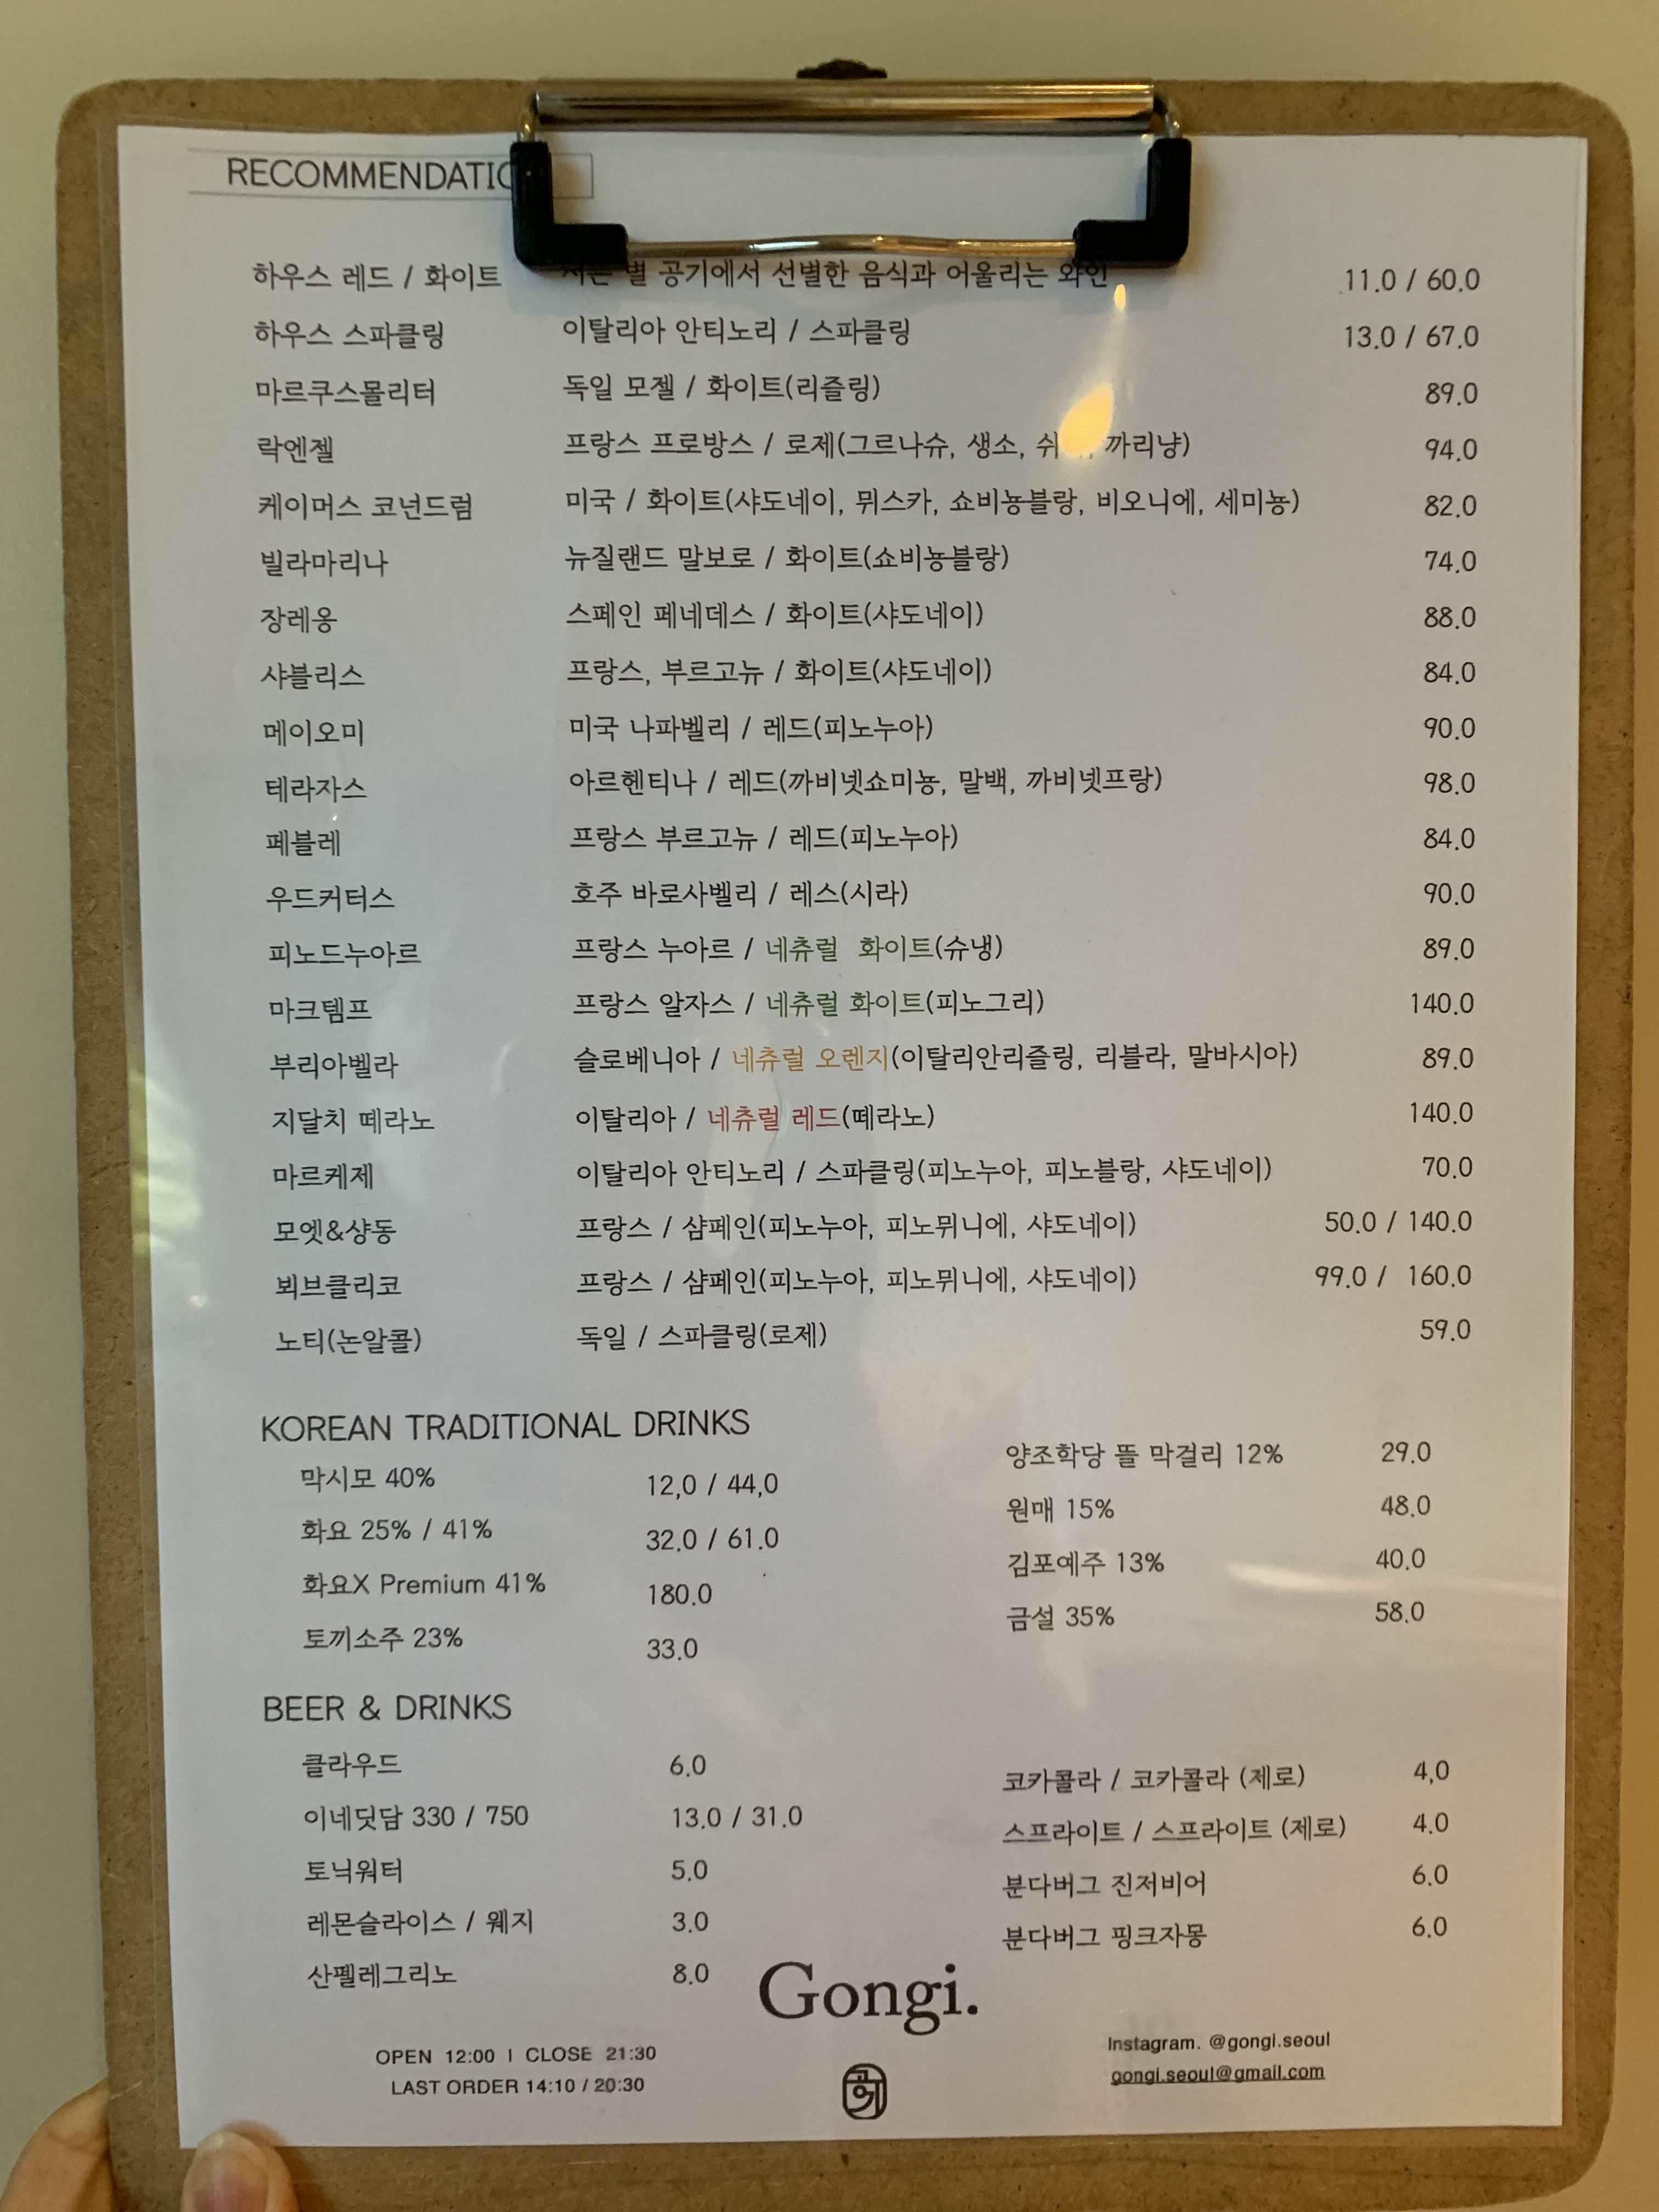 RECOMMENDATIO
하우스 레드 / 화이트 별 공기에서 선별한 음식과 어울리는 와인 11.0 / 60.0
하우스 스파클링 이탈리아 안티노리 / 스파클링 13.0 / 67.0
마르쿠스몰리터 독일 모젤 / 화이트(리즐링) 89.0
락엔젤 프랑스 프로방스 / 로제(그르나슈, 생소, 까리냥) 94.0
케이머스 코넌드럼 미국 / 화이트(샤도네이, 뮈스카, 쇼비뇽블랑, 비오니에, 세미뇽) 82.0
빌라마리나 뉴질랜드 말보로 / 화이트(쇼비뇽블랑) 74.0
장레옹 스페인 페네데스 / 화이트(샤도네이) 88.0
샤블리스 프랑스, 부르고뉴 / 화이트(샤도네이) 84.0
메이오미 미국 나파벨리 / 레드(피노누아) 90.0
테라자스 아르헨티나 / 레드(까비넷쇼미뇽, 말백, 까비넷프랑) 98.0
페블레 프랑스 부르고뉴 / 레드(피노누아) 84.0
우드커터스 호주 바로사벨리 / 레스(시라) 90.0
피노드누아르 프랑스 누아르 / 네츄럴 화이트(슈냉) 89.0
마크템프 프랑스 알자스 / 네츄럴 화이트(피노그리) 140.0
부리아벨라 슬로베니아 / 네츄럴 오렌지(이탈리안리즐링, 리블라, 말바시아) 89.0
지달치 떼라노 이탈리아 / 네츄럴 레드(떼라노) 140.0
마르케제 이탈리아 안티노리 / 스파클링(피노누아, 피노블랑, 샤도네이) 70.0
모엣&샹동 프랑스 / 샴페인(피노누아, 피노뮈니에, 샤도네이) 50.0 / 140.0
뵈브클리코 프랑스 / 샴페인(피노누아, 피노뮈니에, 샤도네이) 99.0 / 160.0
노티(논알콜) 독일 / 스파클링(로제) 59.0
KOREAN TRADITIONAL DRINKS
막시모 40% 12,0 / 44,0
화요 25% / 41% 32.0 / 61.0
화요X Premium 41% 180.0
토끼소주 23% 33.0
양조학당 뜰 막걸리 12% 29.0
원매 15% 48.0
김포예주 13% 40.0
금설 35% 58.0
BEER & DRINKS
클라우드 6.0
이네딧담 330 / 750 13.0 / 31.0
토닉워터 5.0
레몬슬라이스 / 웨지 3.0
산펠레그리노 8.0
코카콜라 / 코카콜라 (제로) 4,0
스프라이트 / 스프라이트 (제로) 4.0
분다버그 진저비어 6.0
분다버그 핑크자몽 6.0
Gongi.
OPEN 12:00 | CLOSE 21:30
LAST ORDER 14:10 / 20:30
Instagram. @gongi.seoul
gongi.seoul@gmail.com